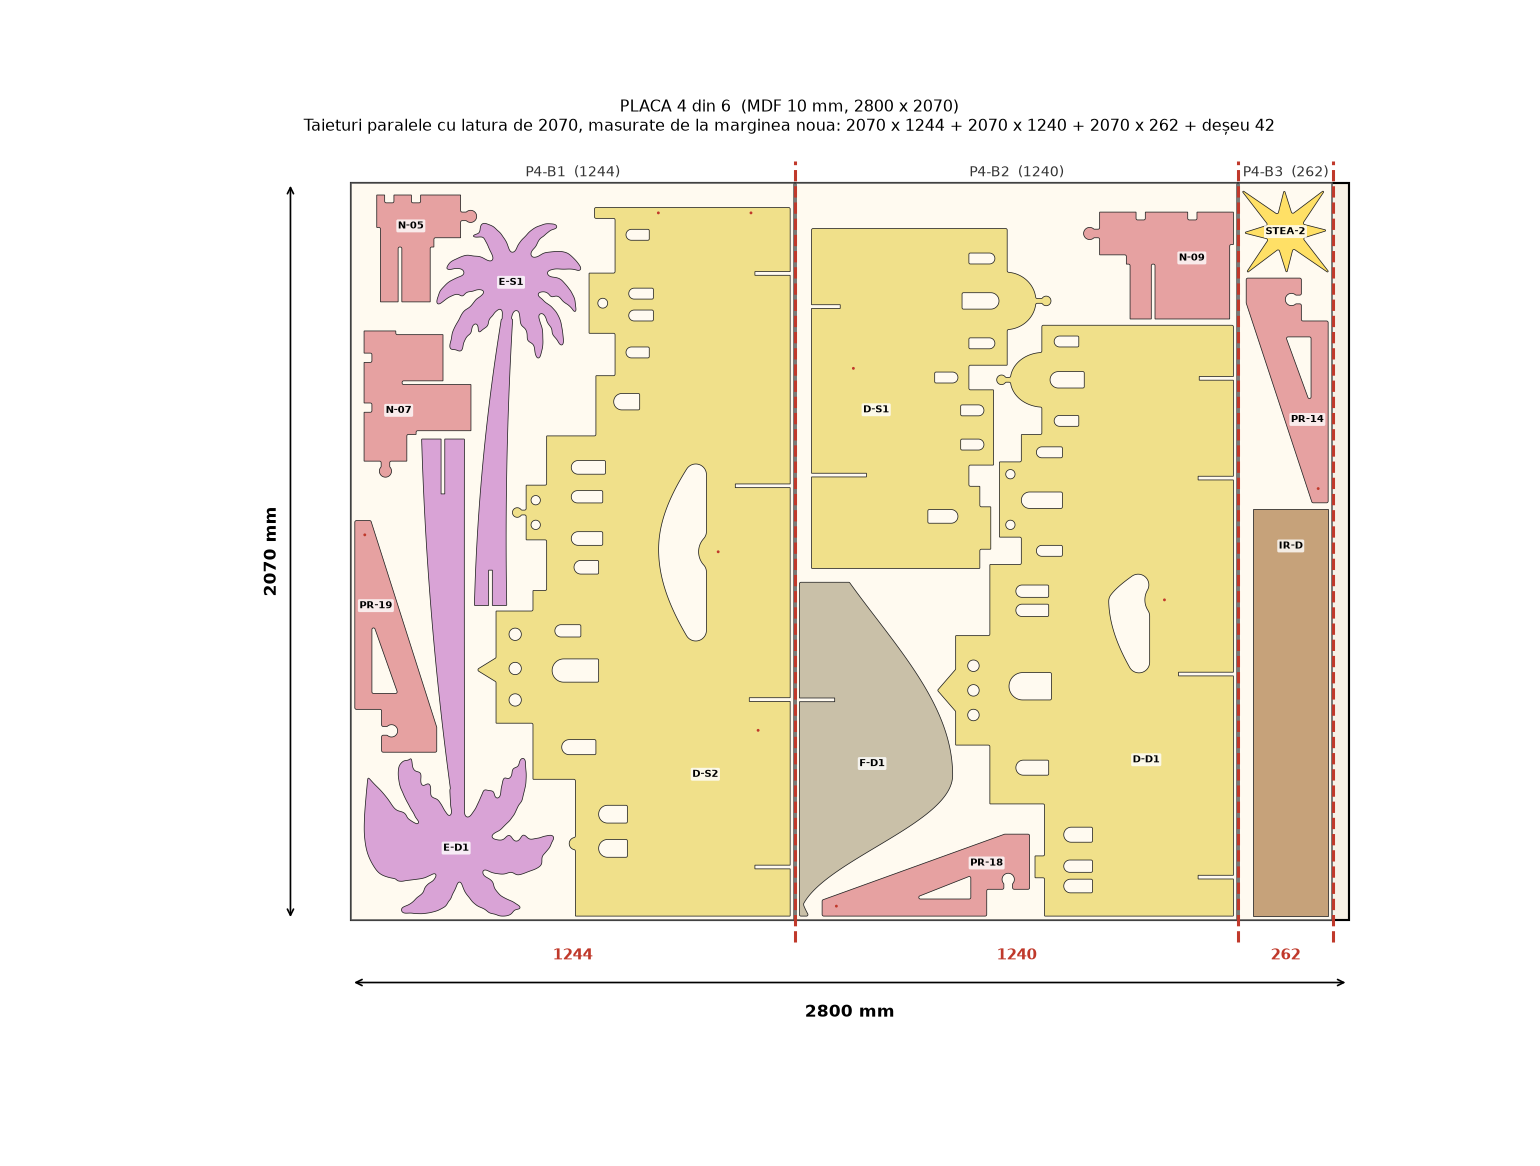 PLACA 4 din 6  (MDF 10 mm, 2800 x 2070)
Taieturi paralele cu latura de 2070, masurate de la marginea noua: 2070 x 1244 + 2070 x 1240 + 2070 x 262 + deșeu 42
P4-B1  (1244)
P4-B2  (1240)
P4-B3  (262)
N-05
E-S1
N-07
PR-19
E-D1
D-S2
D-S1
N-09
F-D1
PR-18
D-D1
STEA-2
PR-14
IR-D
2070 mm
1244
1240
262
2800 mm